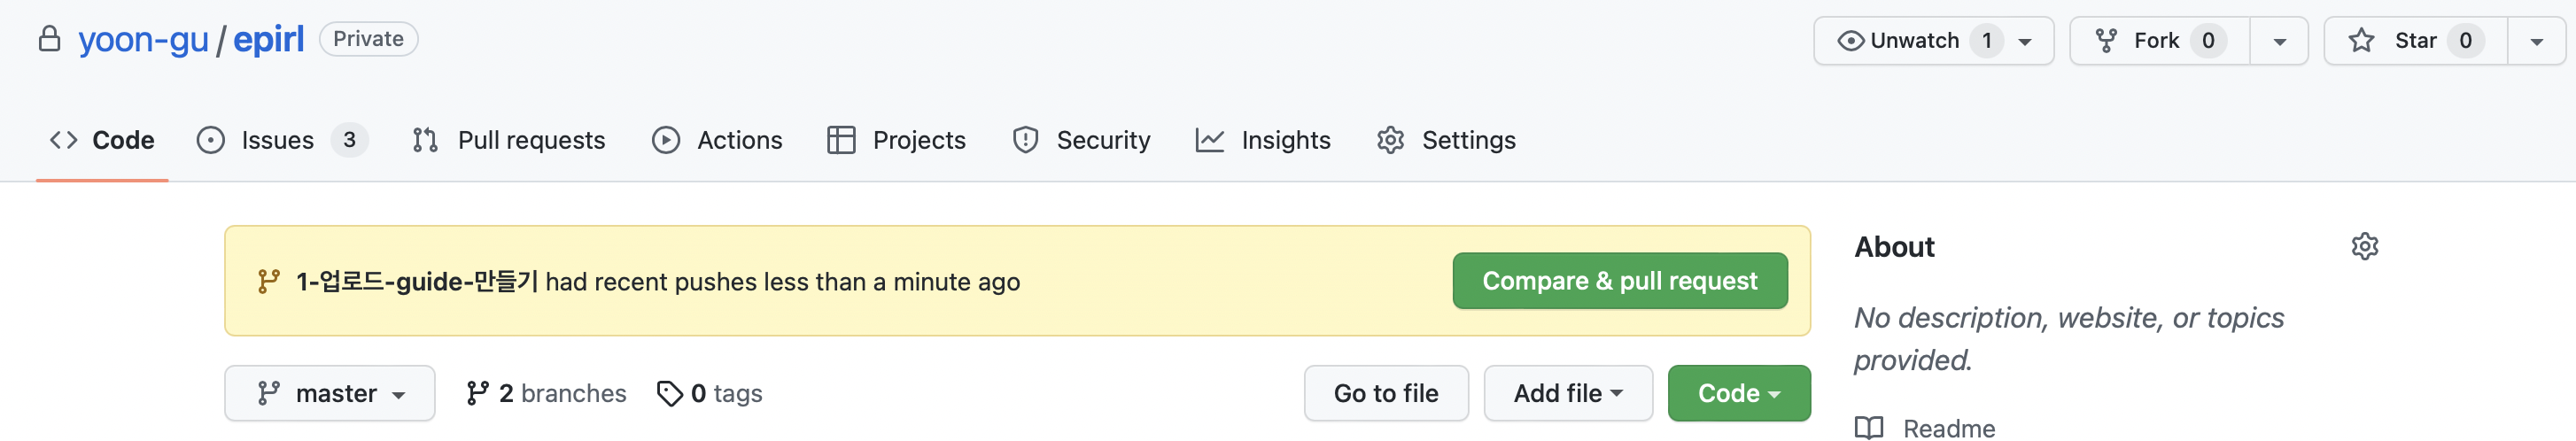 yoon-gu / epirl Private Unwatch 1 Fork 0 Star 0
Code Issues 3 Pull requests Actions Projects Security Insights Settings
1-업로드-guide-만들기 had recent pushes less than a minute ago Compare & pull request
About
No description, website, or topics
provided.
master 2 branches 0 tags Go to file Add file Code
Readme